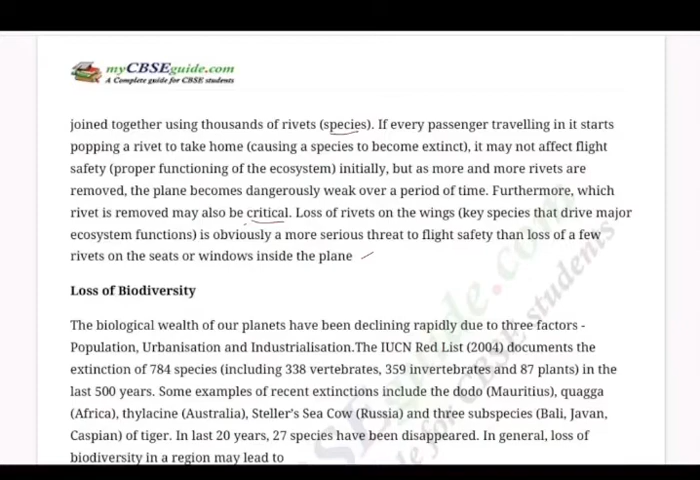 myCBSEguide.com
A Complete guide for CBSE students
joined together using thousands of rivets (species). If every passenger travelling in it starts
popping a rivet to take home (causing a species to become extinct), it may not affect flight
safety (proper functioning of the ecosystem) initially, but as more and more rivets are
removed, the plane becomes dangerously weak over a period of time. Furthermore, which
rivet is removed may also be critical. Loss of rivets on the wings (key species that drive major
ecosystem functions) is obviously a more serious threat to flight safety than loss of a few
rivets on the seats or windows inside the plane
Loss of Biodiversity
The biological wealth of our planets have been declining rapidly due to three factors -
Population, Urbanisation and Industrialisation.The IUCN Red List (2004) documents the
extinction of 784 species (including 338 vertebrates, 359 invertebrates and 87 plants) in the
last 500 years. Some examples of recent extinctions include the dodo (Mauritius), quagga
(Africa), thylacine (Australia), Steller's Sea Cow (Russia) and three subspecies (Bali, Javan,
Caspian) of tiger. In last 20 years, 27 species have been disappeared. In general, loss of
biodiversity in a region may lead to